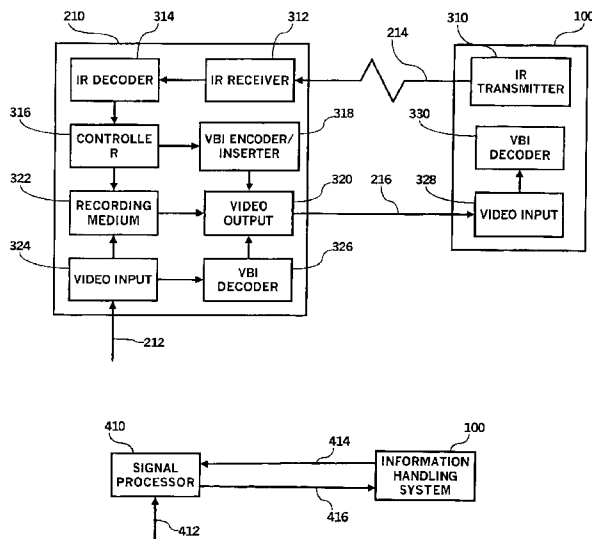 210 314 312 310 100
IR DECODER
IR RECEIVER
214
IR TRANSMITTER
316
CONTROLLE
R
VBI ENCODER/
INSERTER
318
330
VBI
DECODER
322
RECORDING
MEDIUM
VIDEO
OUTPUT
320
216
328
VIDEO INPUT
324
VIDEO INPUT
VBI
DECODER
326
212
410
SIGNAL
PROCESSOR
414
416
100
INFORMATION
HANDLING
SYSTEM
412